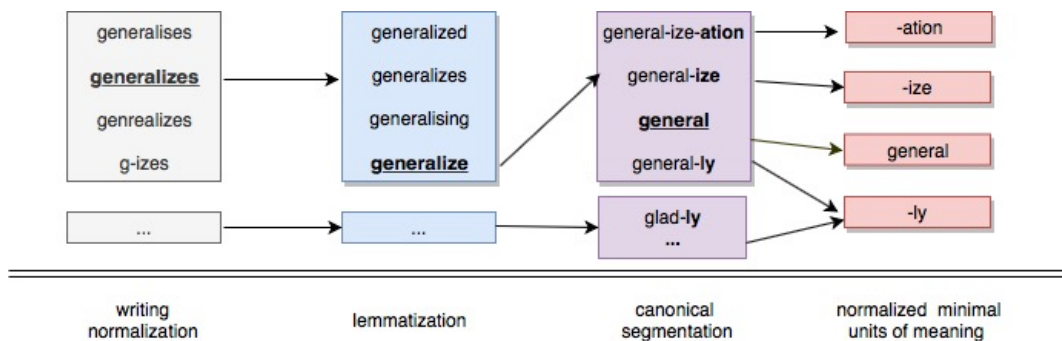 generalises
generalizes
genrealizes
g-izes
...
generalized
generalizes
generalising
generalize
...
general-ize-ation
general-ize
general
general-ly
glad-ly
...
-ation
-ize
general
-ly
writing
normalization
lemmatization
canonical
segmentation
normalized minimal
units of meaning